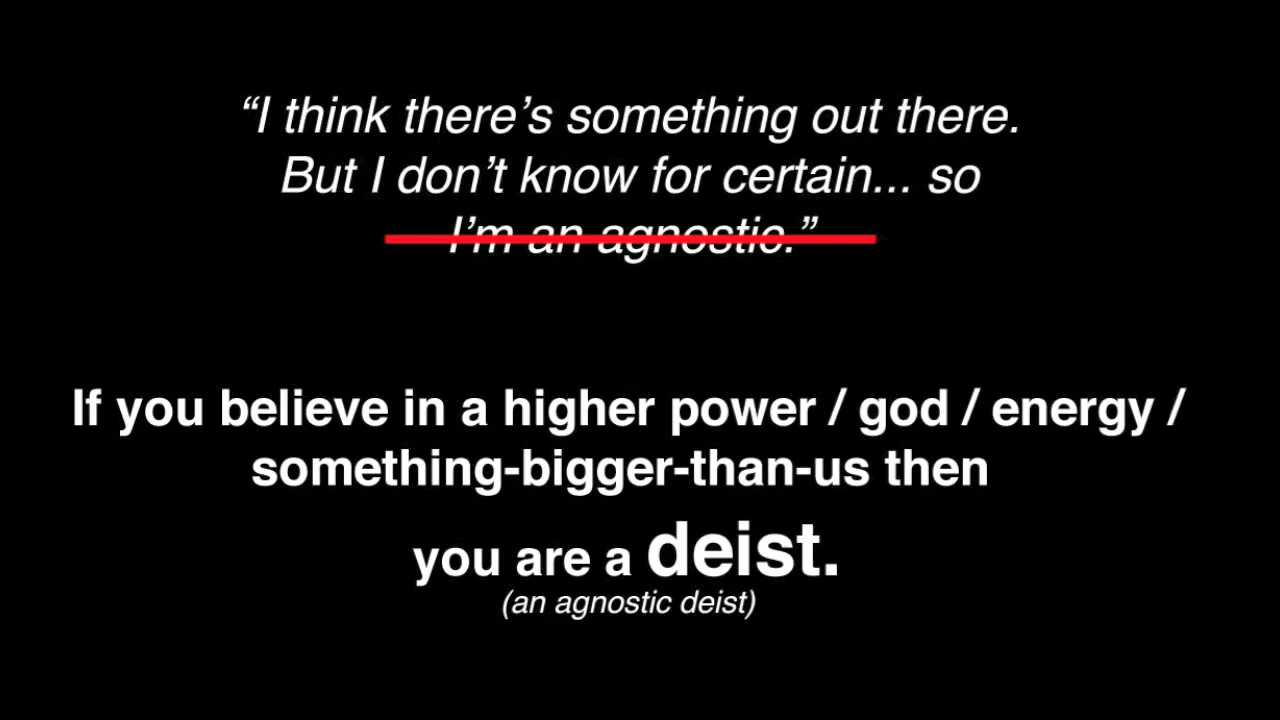 “I think there’s something out there.
But I don’t know for certain... so
I’m an agnostic.”
If you believe in a higher power / god / energy /
something-bigger-than-us then
you are a deist.
(an agnostic deist)